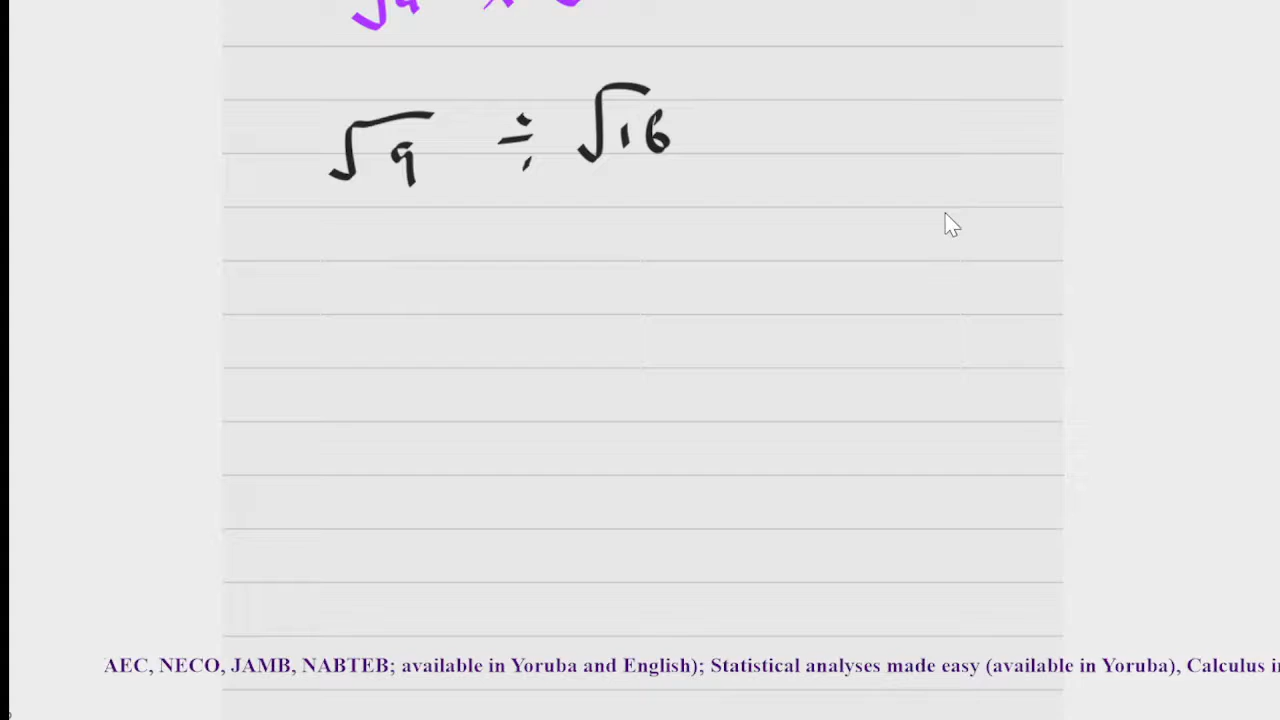 √9 ÷ √16
AEC, NECO, JAMB, NABTEB; available in Yoruba and English); Statistical analyses made easy (available in Yoruba), Calculus i